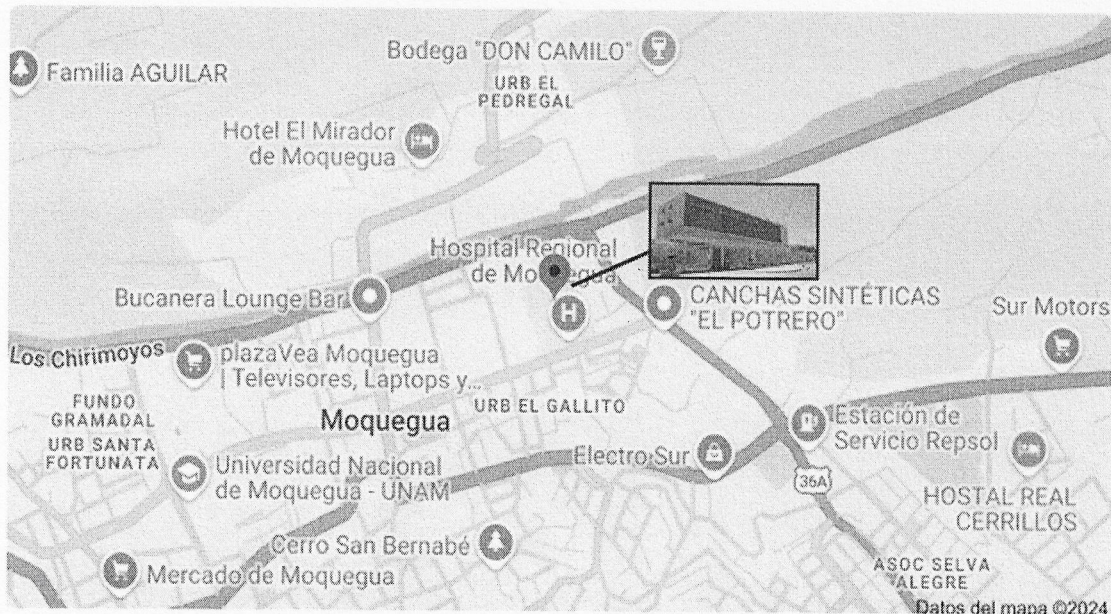 Bodega "DON CAMILO"
Familia AGUILAR
URB EL
PEDREGAL
Hotel El Mirador
de Moquegua
Hospital Regional
de Moquegua
H
Bucanera Lounge Bar
CANCHAS SINTÉTICAS
"EL POTRERO"
Sur Motors
Los Chirimoyos
plazaVea Moquegua
| Televisores, Laptops y...
FUNDO
GRAMADAL
URB SANTA
FORTUNATA
Moquegua
URB EL GALLITO
Estación de
Servicio Repsol
Electro Sur
Universidad Nacional
de Moquegua - UNAM
36A
HOSTAL REAL
CERRILLOS
Cerro San Bernabé
Mercado de Moquegua
ASOC SELVA
ALEGRE
Datos del mapa ©2024